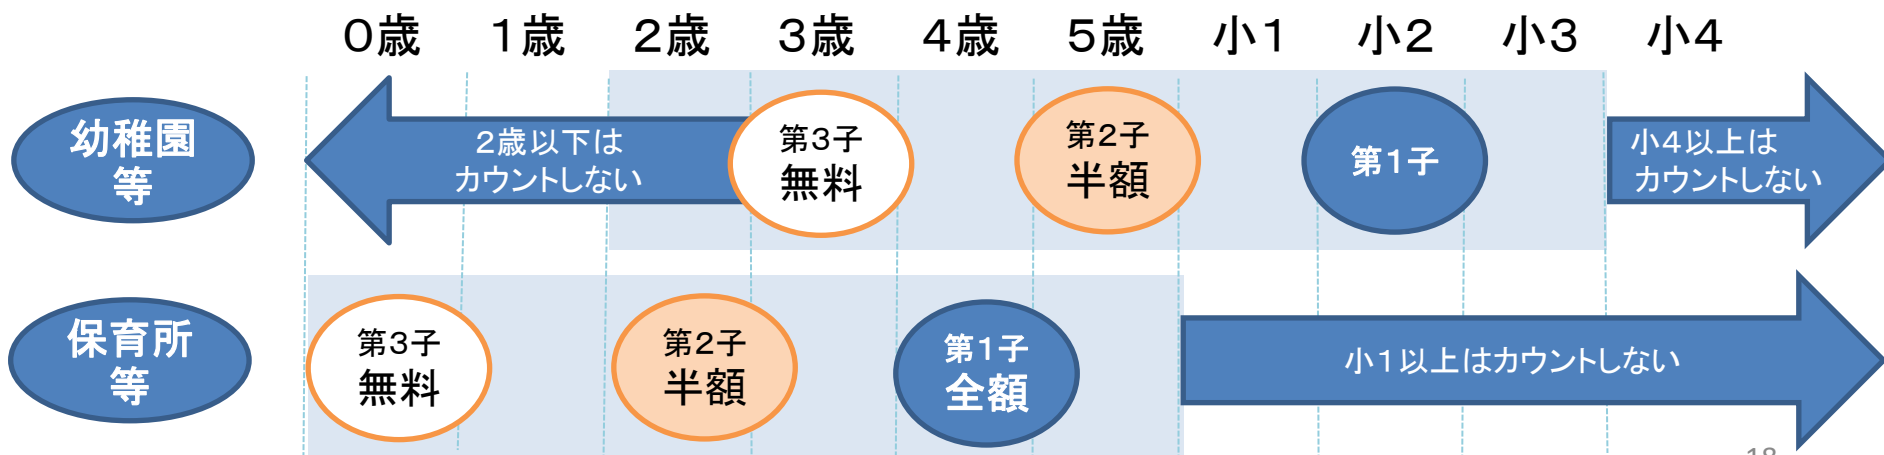 ０歳 １歳 ２歳 ３歳 ４歳 ５歳 小１ 小２ 小３ 小４
幼稚園
等
２歳以下は
カウントしない
第３子
無料
第２子
半額
第１子
小４以上は
カウントしない
保育所
等
第３子
無料
第２子
半額
第１子
全額
小１以上はカウントしない
18